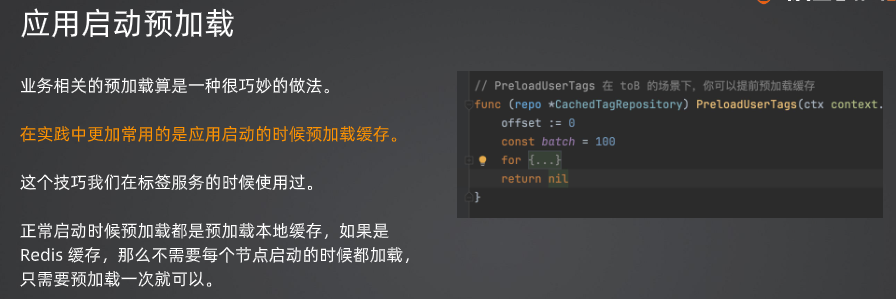 应用启动预加载
业务相关的预加载算是一种很巧妙的做法。
在实践中更加常用的是应用启动的时候预加载缓存。
这个技巧我们在标签服务的时候使用过。
正常启动时候预加载都是预加载本地缓存，如果是
Redis 缓存，那么不需要每个节点启动的时候都加载，
只需要预加载一次就可以。
// PreloadUserTags 在 toB 的场景下，你可以提前预加载缓存
func (repo *CachedTagRepository) PreloadUserTags(ctx context.
offset := 0
const batch = 100
for {...}
return nil
}